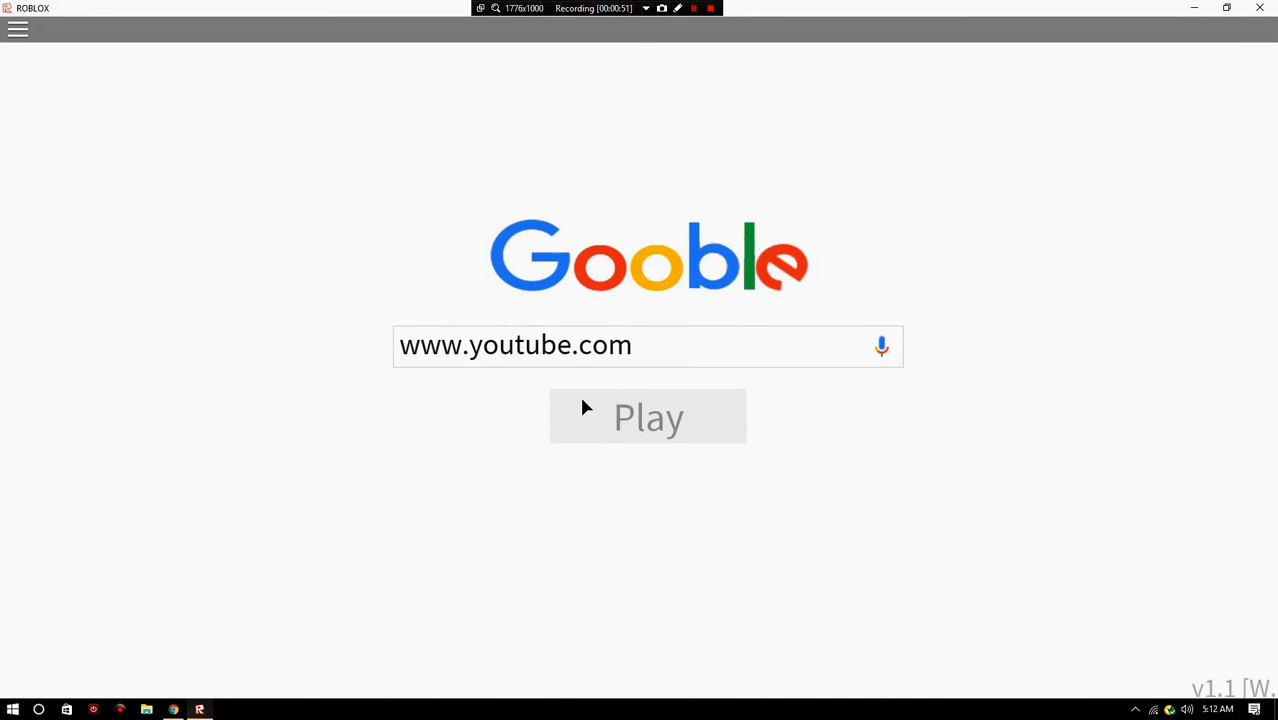 ROBLOX
1776x1000 Recording [00:00:51]
Gooble
www.youtube.com
Play
v1.1 [W.
5:12 AM